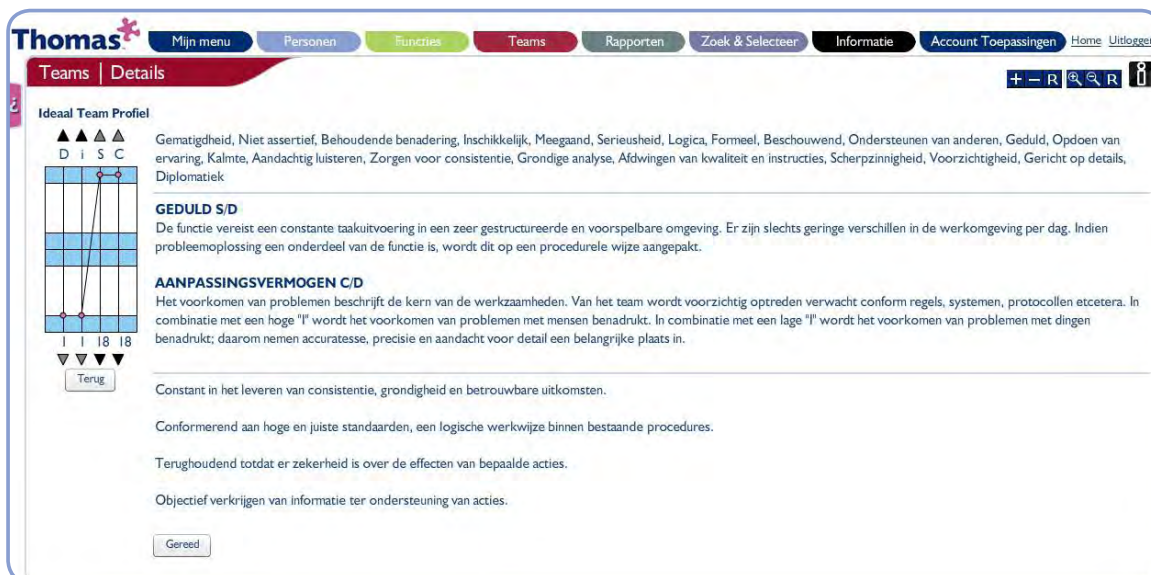 Thomas
Mijn menu Personen Functies Teams Rapporten Zoek & Selecteer Informatie Account Toepassingen Home Uitloggen
Teams | Details
+ − R R
Ideaal Team Profiel
D i S C
Gematigdheid, Niet assertief, Behoudende benadering, Inschikkelijk, Meegaand, Serieusheid, Logica, Formeel, Beschouwend, Ondersteunen van anderen, Geduld, Opdoen van
ervaring, Kalmte, Aandachtig luisteren, Zorgen voor consistentie, Grondige analyse, Afdwingen van kwaliteit en instructies, Scherpzinnigheid, Voorzichtigheid, Gericht op details,
Diplomatiek
GEDULD S/D
De functie vereist een constante taakuitvoering in een zeer gestructureerde en voorspelbare omgeving. Er zijn slechts geringe verschillen in de werkomgeving per dag. Indien
probleemoplossing een onderdeel van de functie is, wordt dit op een procedurele wijze aangepakt.
AANPASSINGSVERMOGEN C/D
Het voorkomen van problemen beschrijft de kern van de werkzaamheden. Van het team wordt voorzichtig optreden verwacht conform regels, systemen, protocollen etcetera. In
combinatie met een hoge "I" wordt het voorkomen van problemen met mensen benadrukt. In combinatie met een lage "I" wordt het voorkomen van problemen met dingen
benadrukt; daarom nemen accuratesse, precisie en aandacht voor detail een belangrijke plaats in.
1 1 18 18
Terug
Constant in het leveren van consistentie, grondigheid en betrouwbare uitkomsten.
Conformerend aan hoge en juiste standaarden, een logische werkwijze binnen bestaande procedures.
Terughoudend totdat er zekerheid is over de effecten van bepaalde acties.
Objectief verkrijgen van informatie ter ondersteuning van acties.
Gereed